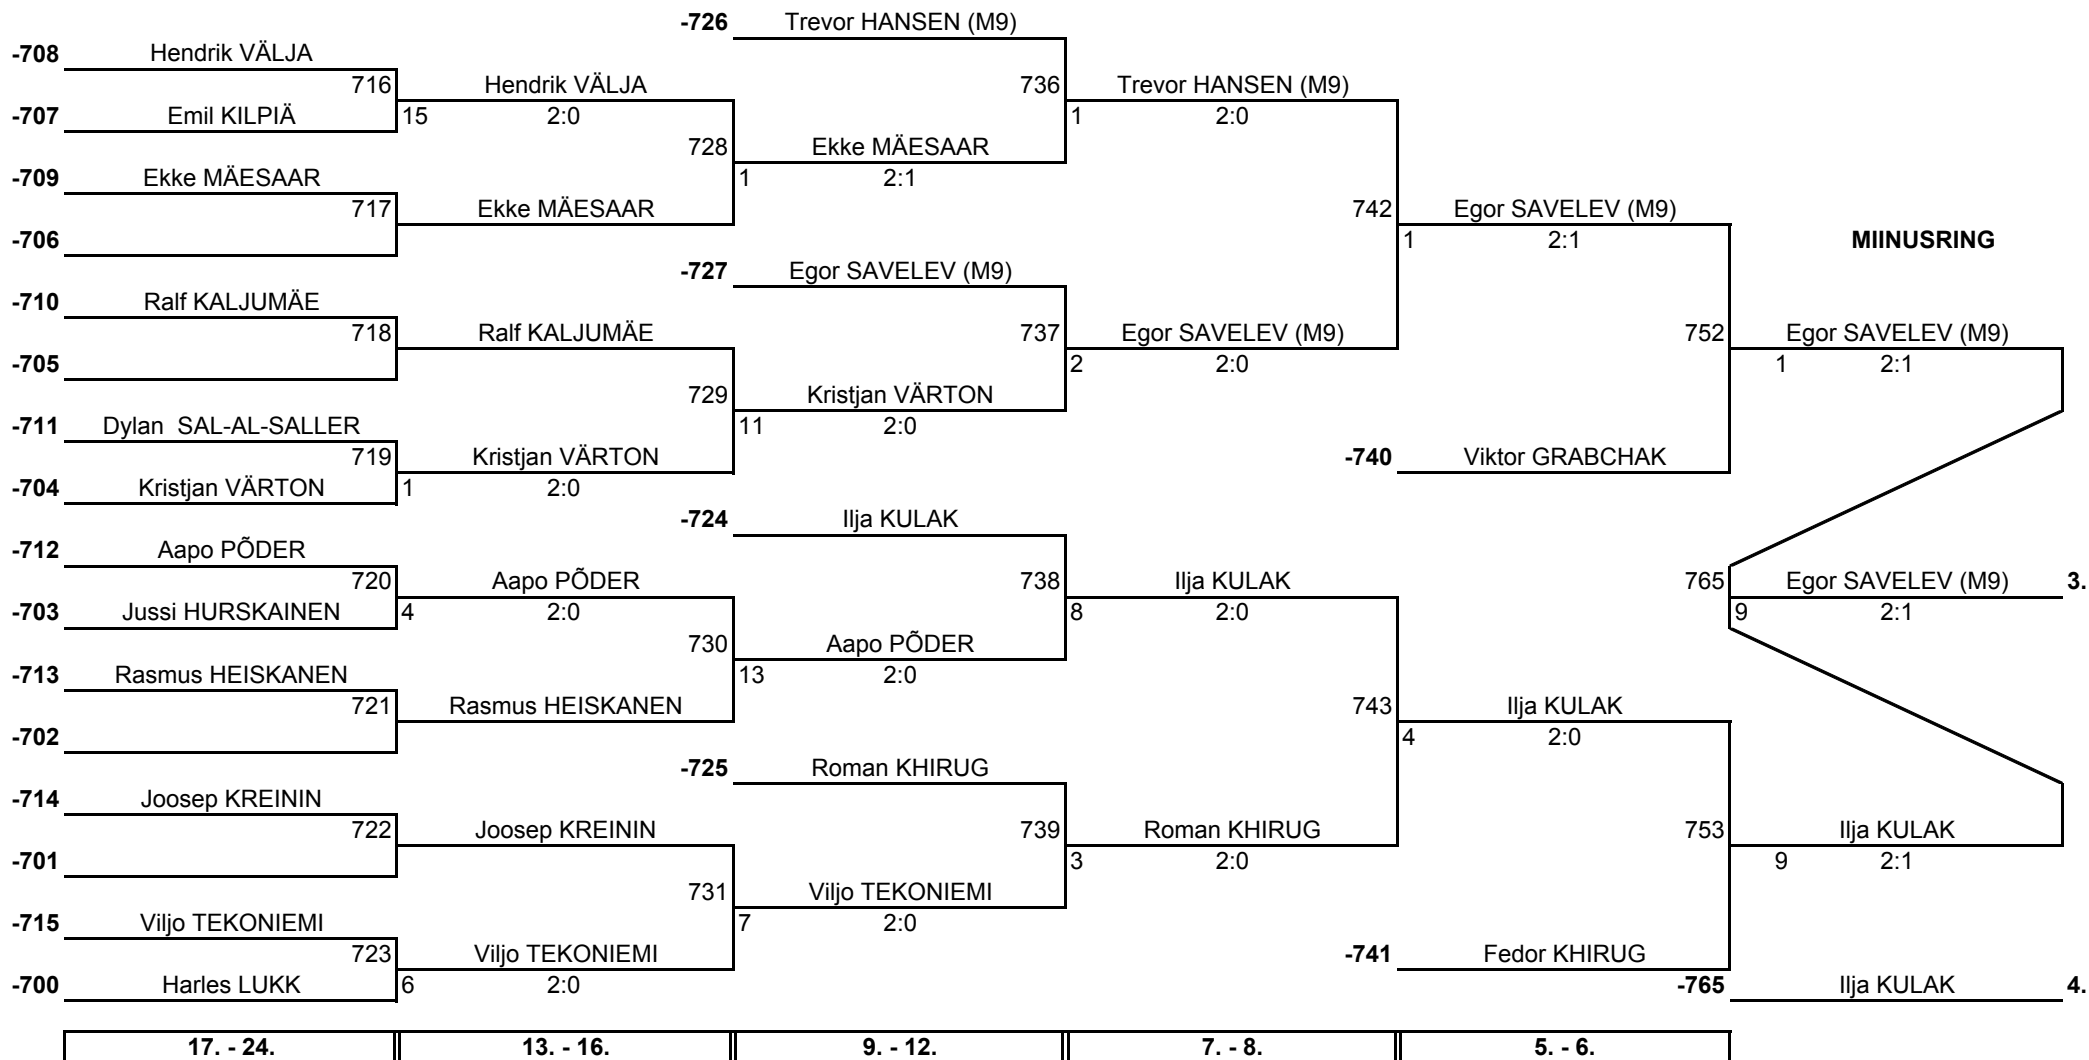 -726 Trevor HANSEN (M9)
-708 Hendrik VÄLJA
716 Hendrik VÄLJA 736 Trevor HANSEN (M9)
-707 Emil KILPIÄ 15 2:0 1 2:0
728 Ekke MÄESAAR
-709 Ekke MÄESAAR 1 2:1
717 Ekke MÄESAAR 742 Egor SAVELEV (M9)
-706 1 2:1 MIINUSRING
-727 Egor SAVELEV (M9)
-710 Ralf KALJUMÄE
718 Ralf KALJUMÄE 737 Egor SAVELEV (M9) 752 Egor SAVELEV (M9)
-705 2 2:0 1 2:1
729 Kristjan VÄRTON
-711 Dylan  SAL-AL-SALLER 11 2:0
719 Kristjan VÄRTON -740 Viktor GRABCHAK
-704 Kristjan VÄRTON 1 2:0
-724 Ilja KULAK
-712 Aapo PÕDER
720 Aapo PÕDER 738 Ilja KULAK 765 Egor SAVELEV (M9) 3.
-703 Jussi HURSKAINEN 4 2:0 8 2:0 9 2:1
730 Aapo PÕDER
-713 Rasmus HEISKANEN 13 2:0
721 Rasmus HEISKANEN 743 Ilja KULAK
-702 4 2:0
-725 Roman KHIRUG
-714 Joosep KREININ
722 Joosep KREININ 739 Roman KHIRUG 753 Ilja KULAK
-701 3 2:0 9 2:1
731 Viljo TEKONIEMI
-715 Viljo TEKONIEMI 7 2:0
723 Viljo TEKONIEMI -741 Fedor KHIRUG
-700 Harles LUKK 6 2:0 -765 Ilja KULAK 4.
17. - 24. 13. - 16. 9. - 12. 7. - 8. 5. - 6.